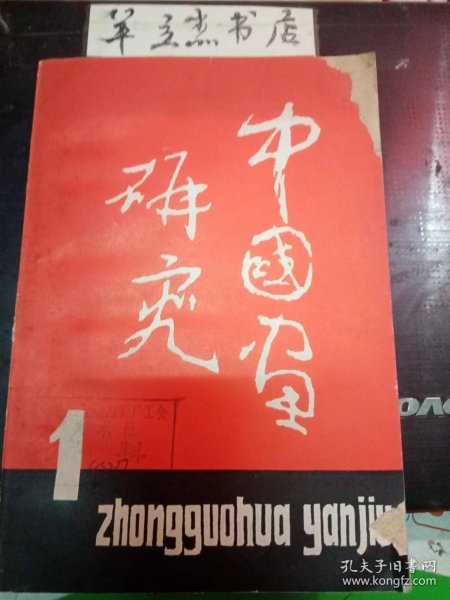 羊立杰书店
中國画
研究
1
zhongguohua yanjiu
孔夫子旧书网
www.kongfz.com